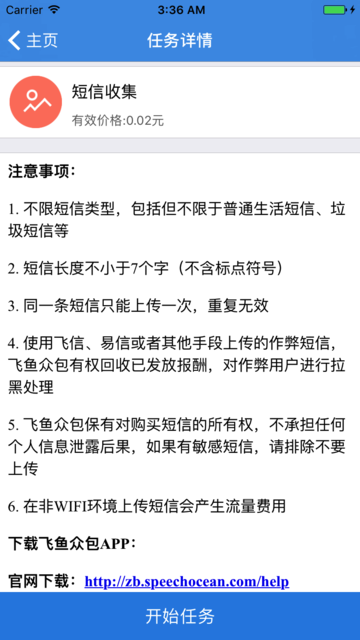 Carrier 3:36 AM
主页 任务详情
短信收集
有效价格:0.02元
注意事项：
1. 不限短信类型，包括但不限于普通生活短信、垃
圾短信等
2. 短信长度不小于7个字（不含标点符号）
3. 同一条短信只能上传一次，重复无效
4. 使用飞信、易信或者其他手段上传的作弊短信，
飞鱼众包有权回收已发放报酬，对作弊用户进行拉
黑处理
5. 飞鱼众包保有对购买短信的所有权，不承担任何
个人信息泄露后果，如果有敏感短信，请排除不要
上传
6. 在非WIFI环境上传短信会产生流量费用
下载飞鱼众包APP：
官网下载：http://zb.speechocean.com/help
开始任务